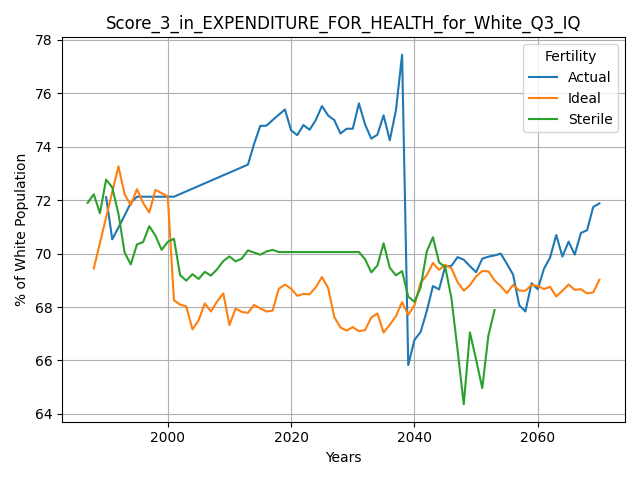 Score_3_in_EXPENDITURE_FOR_HEALTH_for_White_Q3_IQ
78
76
74
72
70
68
66
64
% of White Population
Fertility
Actual
Ideal
Sterile
2000
2020
2040
2060
Years